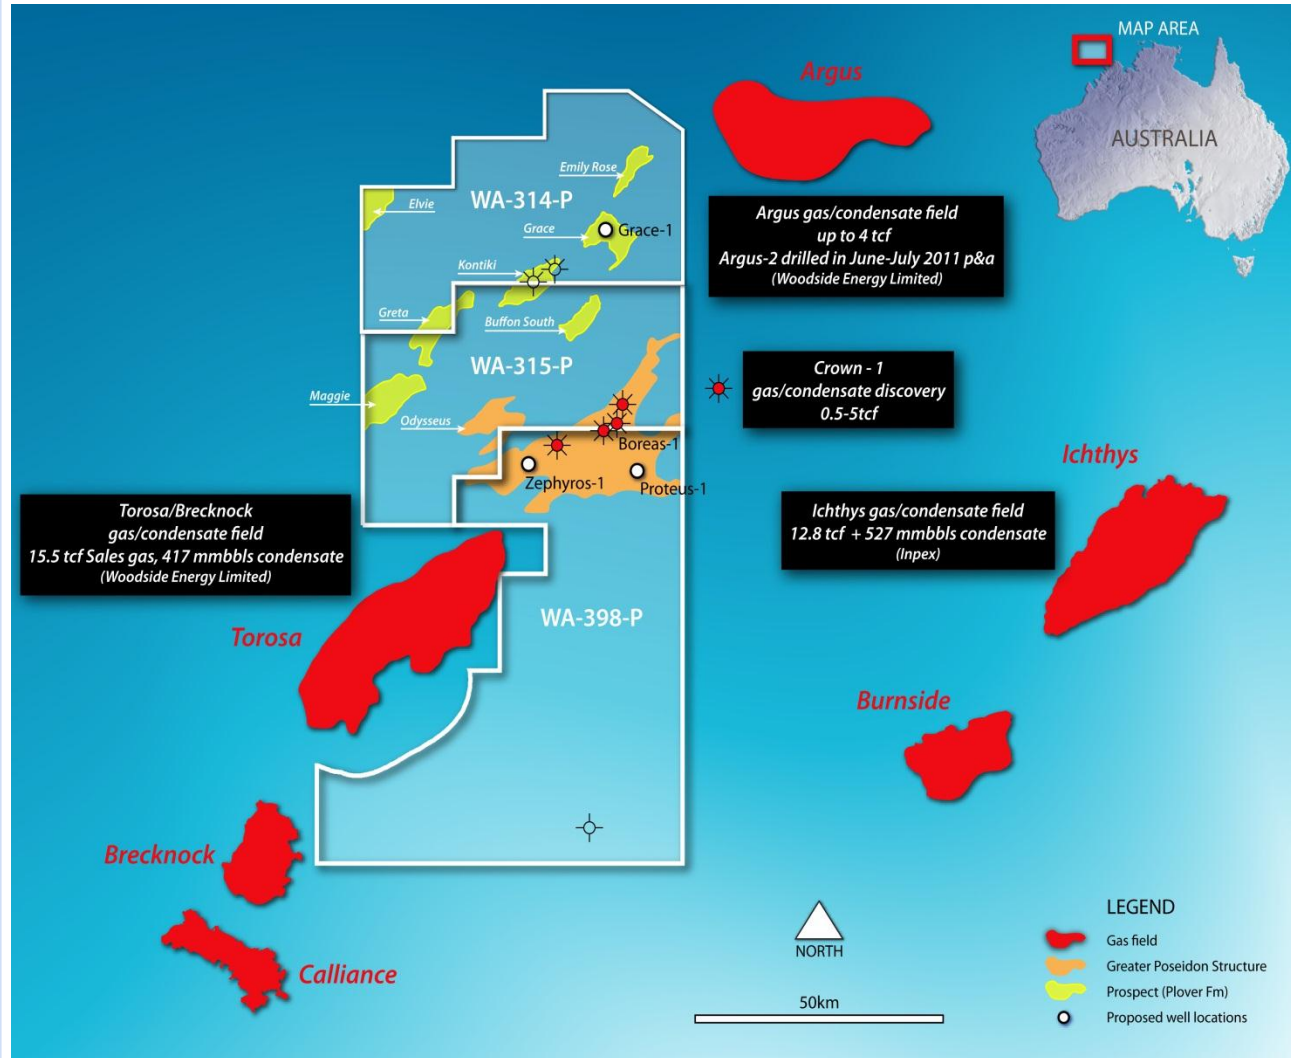 MAP AREA
AUSTRALIA
Argus
Emily Rose
WA-314-P
Elvie
Grace
Grace-1
Argus gas/condensate field
up to 4 tcf
Argus-2 drilled in June-July 2011 p&a
(Woodside Energy Limited)
Kontiki
Greta
Buffon South
WA-315-P
Crown - 1
gas/condensate discovery
0.5-5tcf
Maggie
Odysseus
Boreas-1
Zephyros-1
Proteus-1
Ichthys
Torosa/Brecknock
gas/condensate field
15.5 tcf Sales gas, 417 mmbbls condensate
(Woodside Energy Limited)
Ichthys gas/condensate field
12.8 tcf + 527 mmbbls condensate
(Inpex)
WA-398-P
Torosa
Burnside
Brecknock
Calliance
NORTH
50km
LEGEND
Gas field
Greater Poseidon Structure
Prospect (Plover Fm)
Proposed well locations